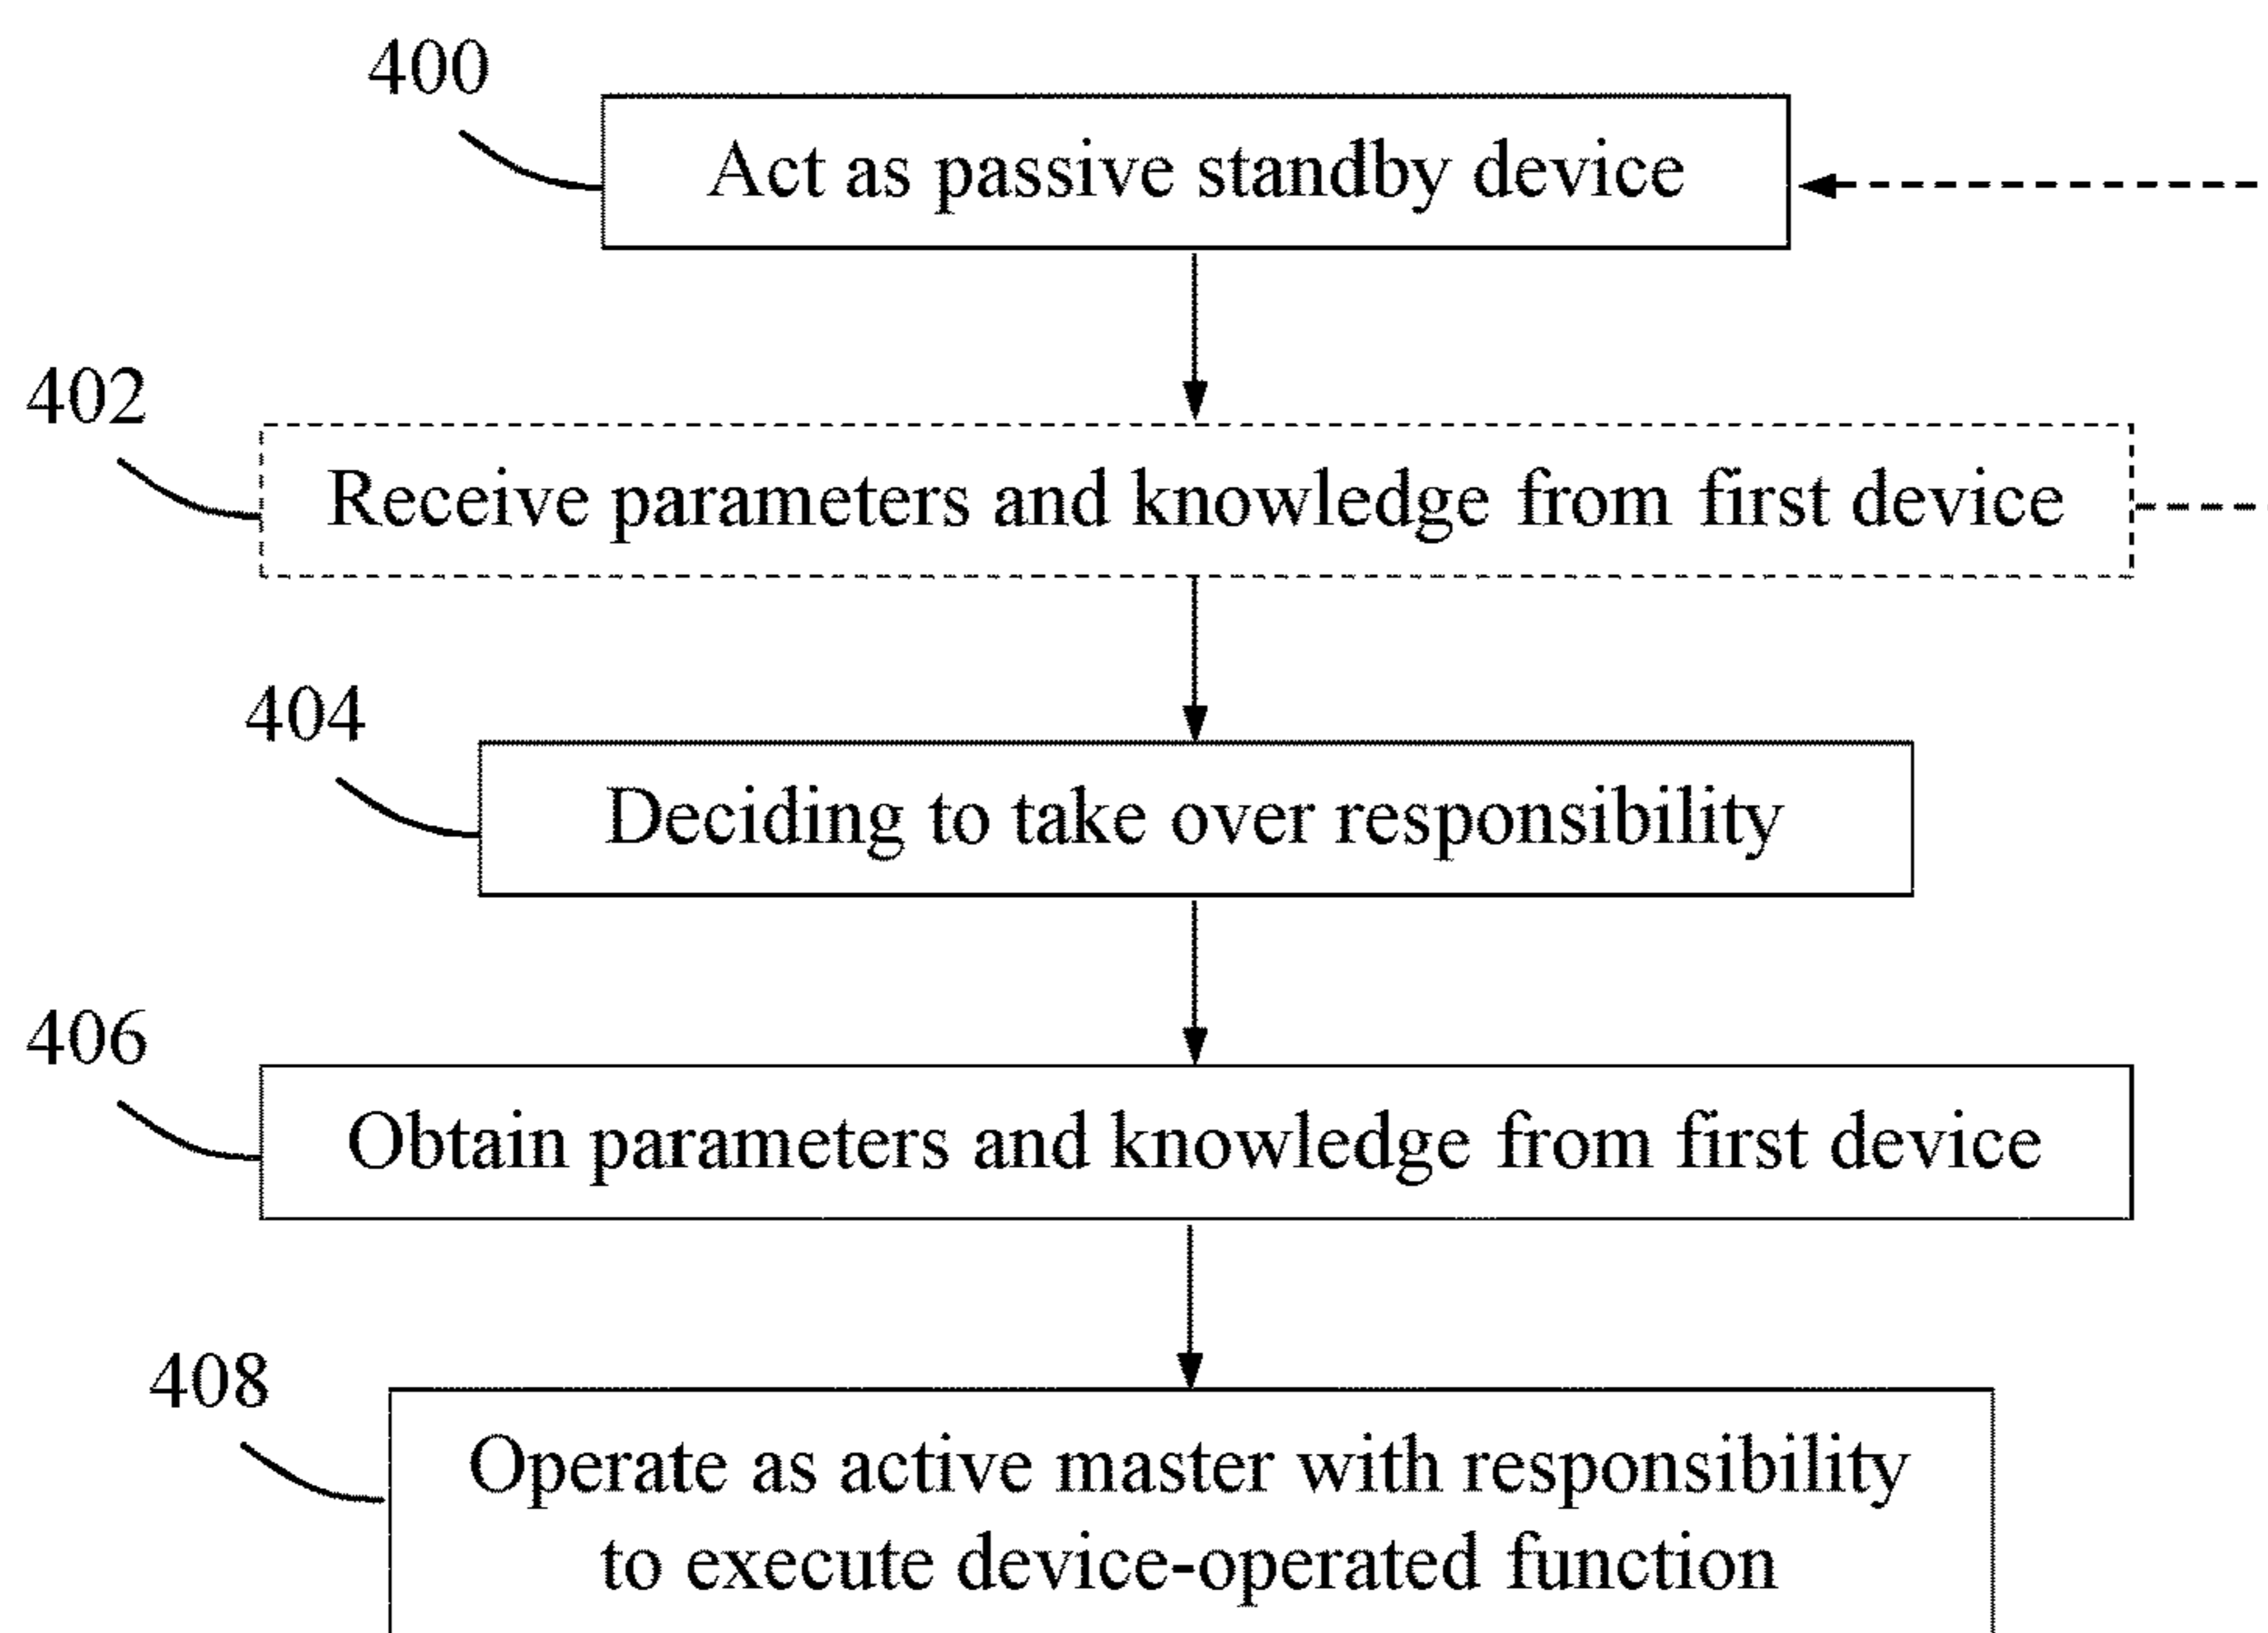 400
Act as passive standby device
402
Receive parameters and knowledge from first device
404
Deciding to take over responsibility
406
Obtain parameters and knowledge from first device
408
Operate as active master with responsibility
to execute device-operated function